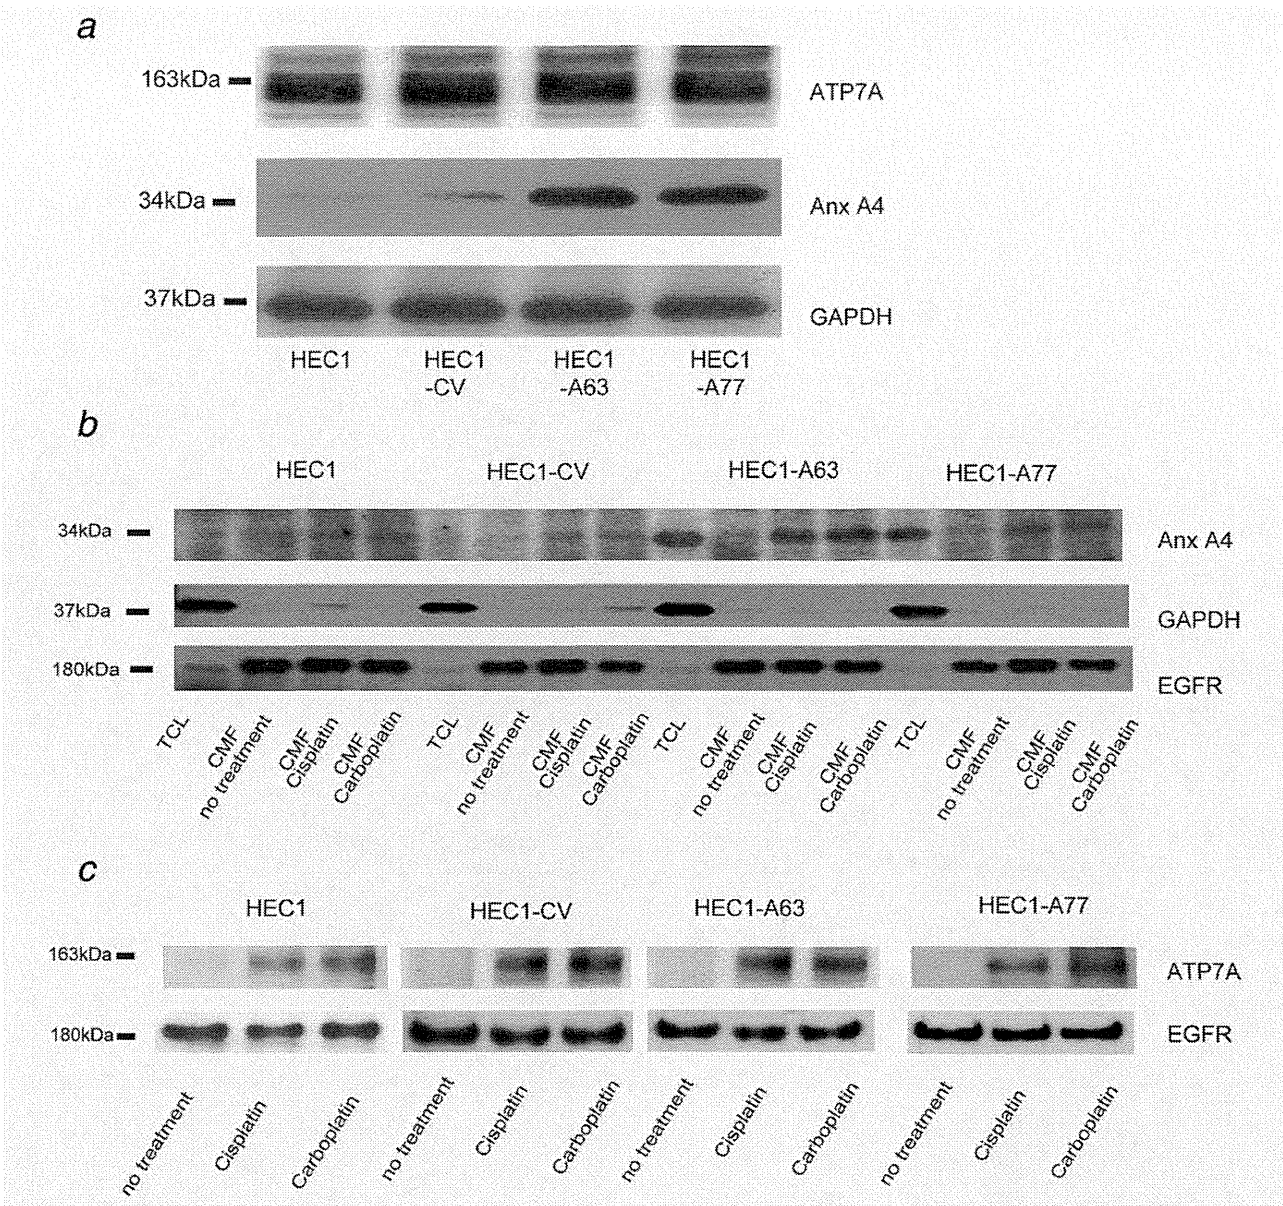 a
163kDa
ATP7A
34kDa
Anx A4
37kDa
GAPDH
HEC1
HEC1
-CV
HEC1
-A63
HEC1
-A77
b
HEC1
HEC1-CV
HEC1-A63
HEC1-A77
34kDa
Anx A4
37kDa
GAPDH
180kDa
EGFR
TCL
CMF
no treatment
CMF
Cisplatin
CMF
Carboplatin
TCL
CMF
no treatment
CMF
Cisplatin
CMF
Carboplatin
TCL
CMF
no treatment
CMF
Cisplatin
CMF
Carboplatin
TCL
CMF
no treatment
CMF
Cisplatin
CMF
Carboplatin
c
HEC1
HEC1-CV
HEC1-A63
HEC1-A77
163kDa
ATP7A
180kDa
EGFR
no treatment
Cisplatin
Carboplatin
no treatment
Cisplatin
Carboplatin
no treatment
Cisplatin
Carboplatin
no treatment
Cisplatin
Carboplatin